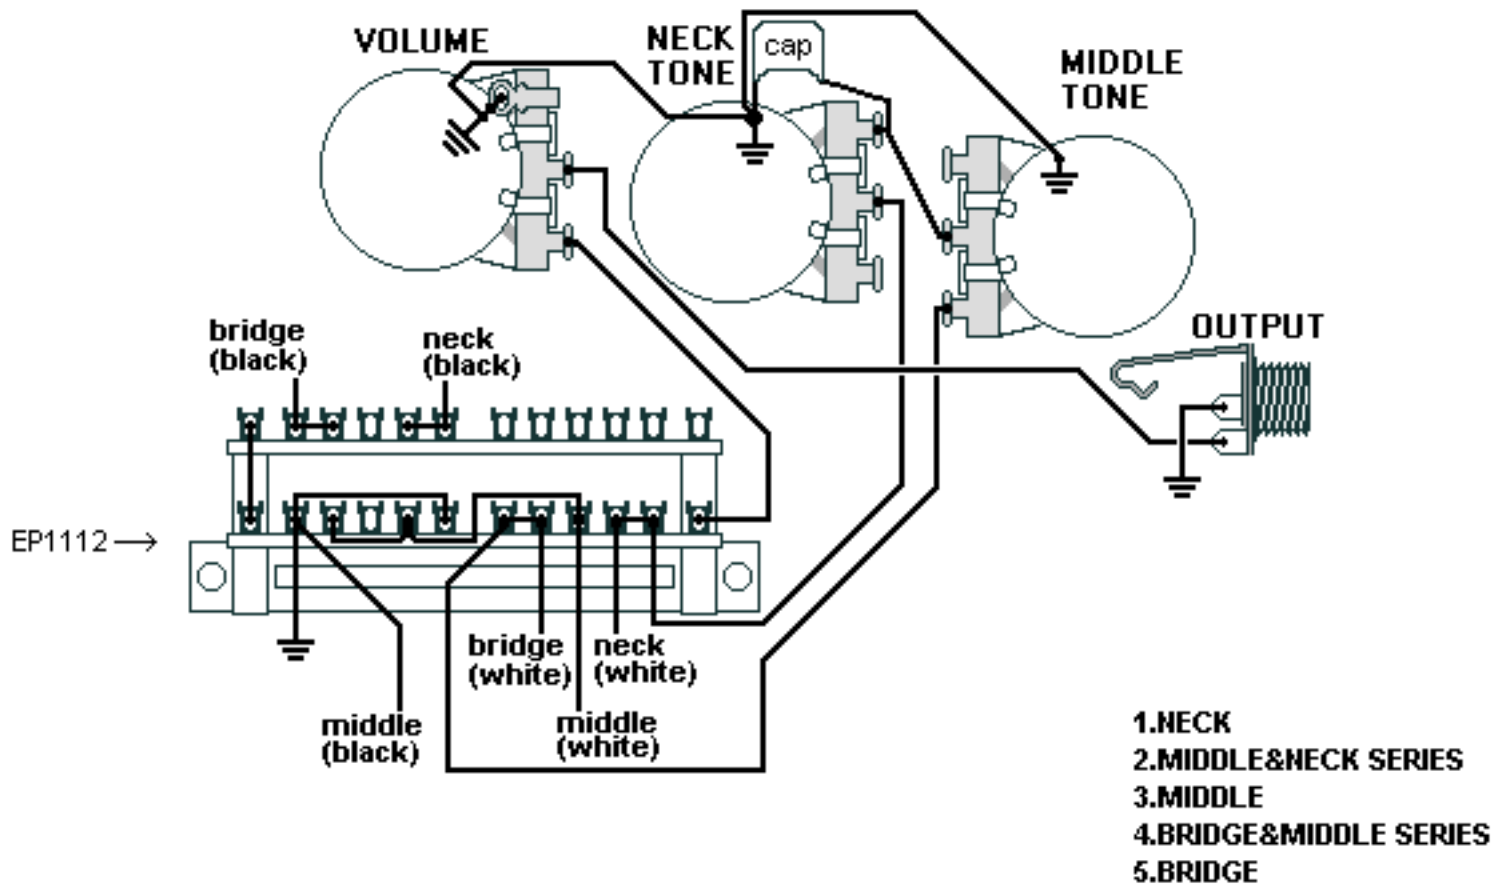 VOLUME
NECK
TONE
cap
MIDDLE
TONE
OUTPUT
bridge
(black)
neck
(black)
EP1112
bridge
(white)
neck
(white)
middle
(black)
middle
(white)
1.NECK
2.MIDDLE&NECK SERIES
3.MIDDLE
4.BRIDGE&MIDDLE SERIES
5.BRIDGE